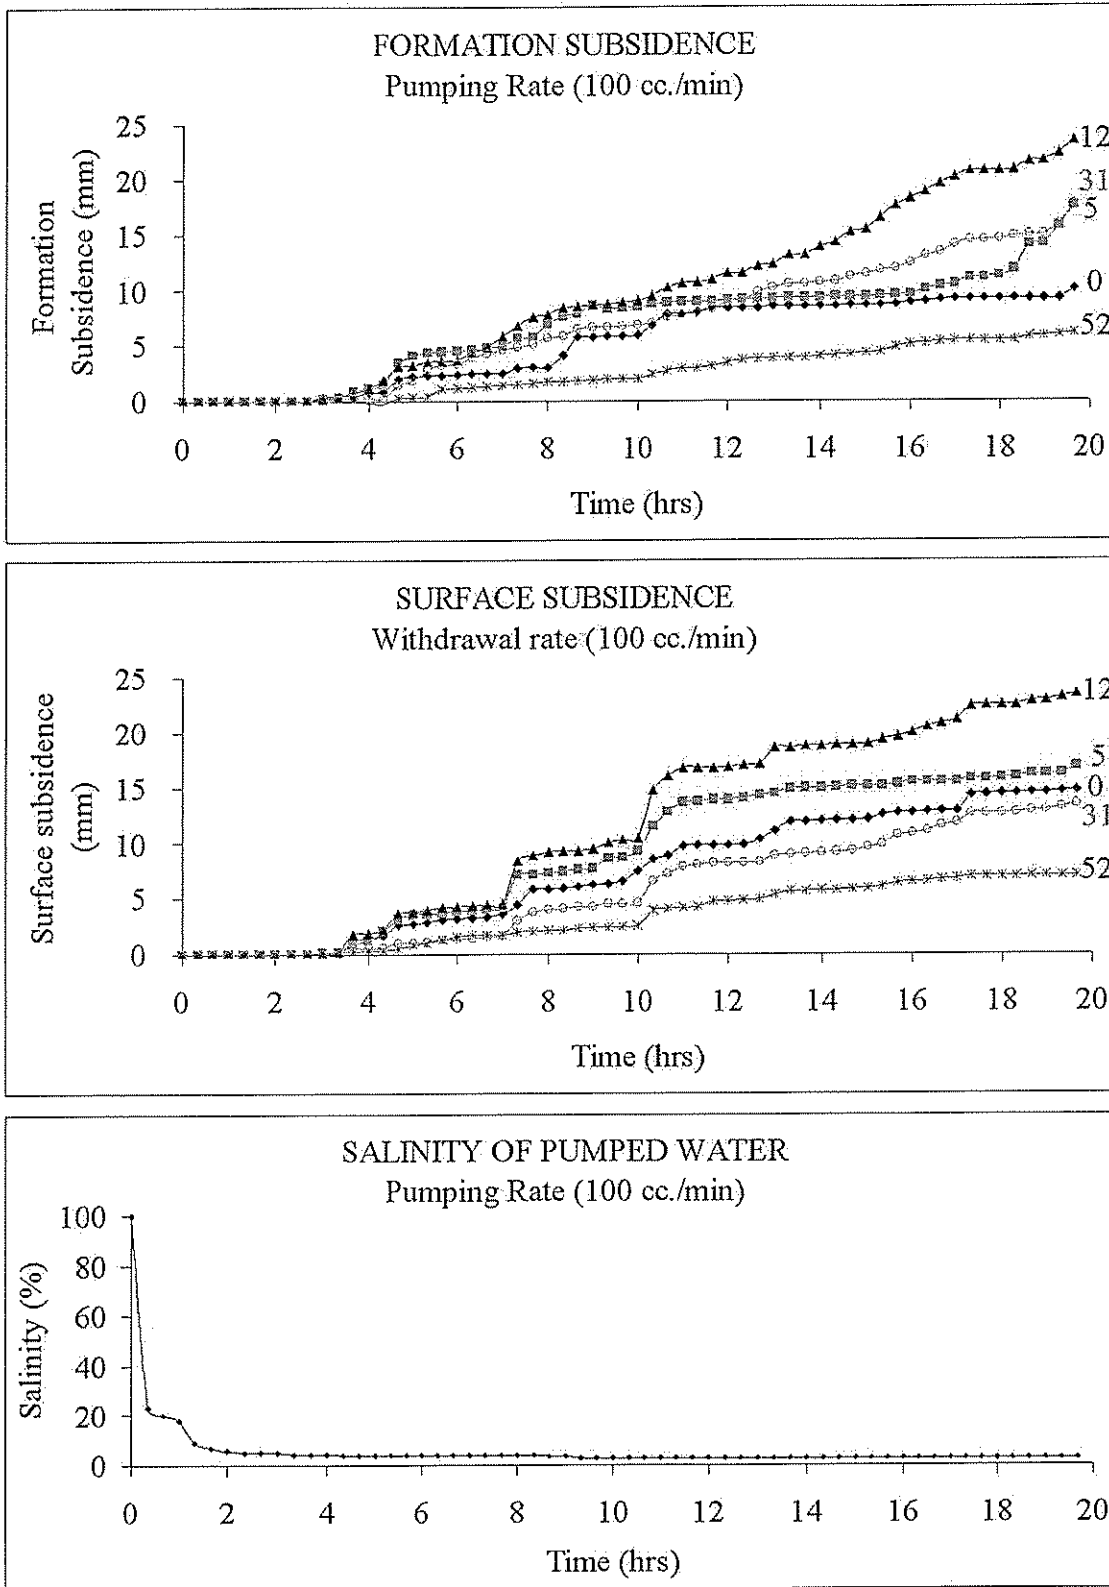 FORMATION SUBSIDENCE
Pumping Rate (100 cc./min)
Formation
Subsidence (mm)
25
20
15
10
5
0
12
31
5
0
52
0 2 4 6 8 10 12 14 16 18 20
Time (hrs)
SURFACE SUBSIDENCE
Withdrawal rate (100 cc./min)
Surface subsidence
(mm)
25
20
15
10
5
0
12
5
0
31
52
0 2 4 6 8 10 12 14 16 18 20
Time (hrs)
SALINITY OF PUMPED WATER
Pumping Rate (100 cc./min)
Salinity (%)
100
80
60
40
20
0
0 2 4 6 8 10 12 14 16 18 20
Time (hrs)